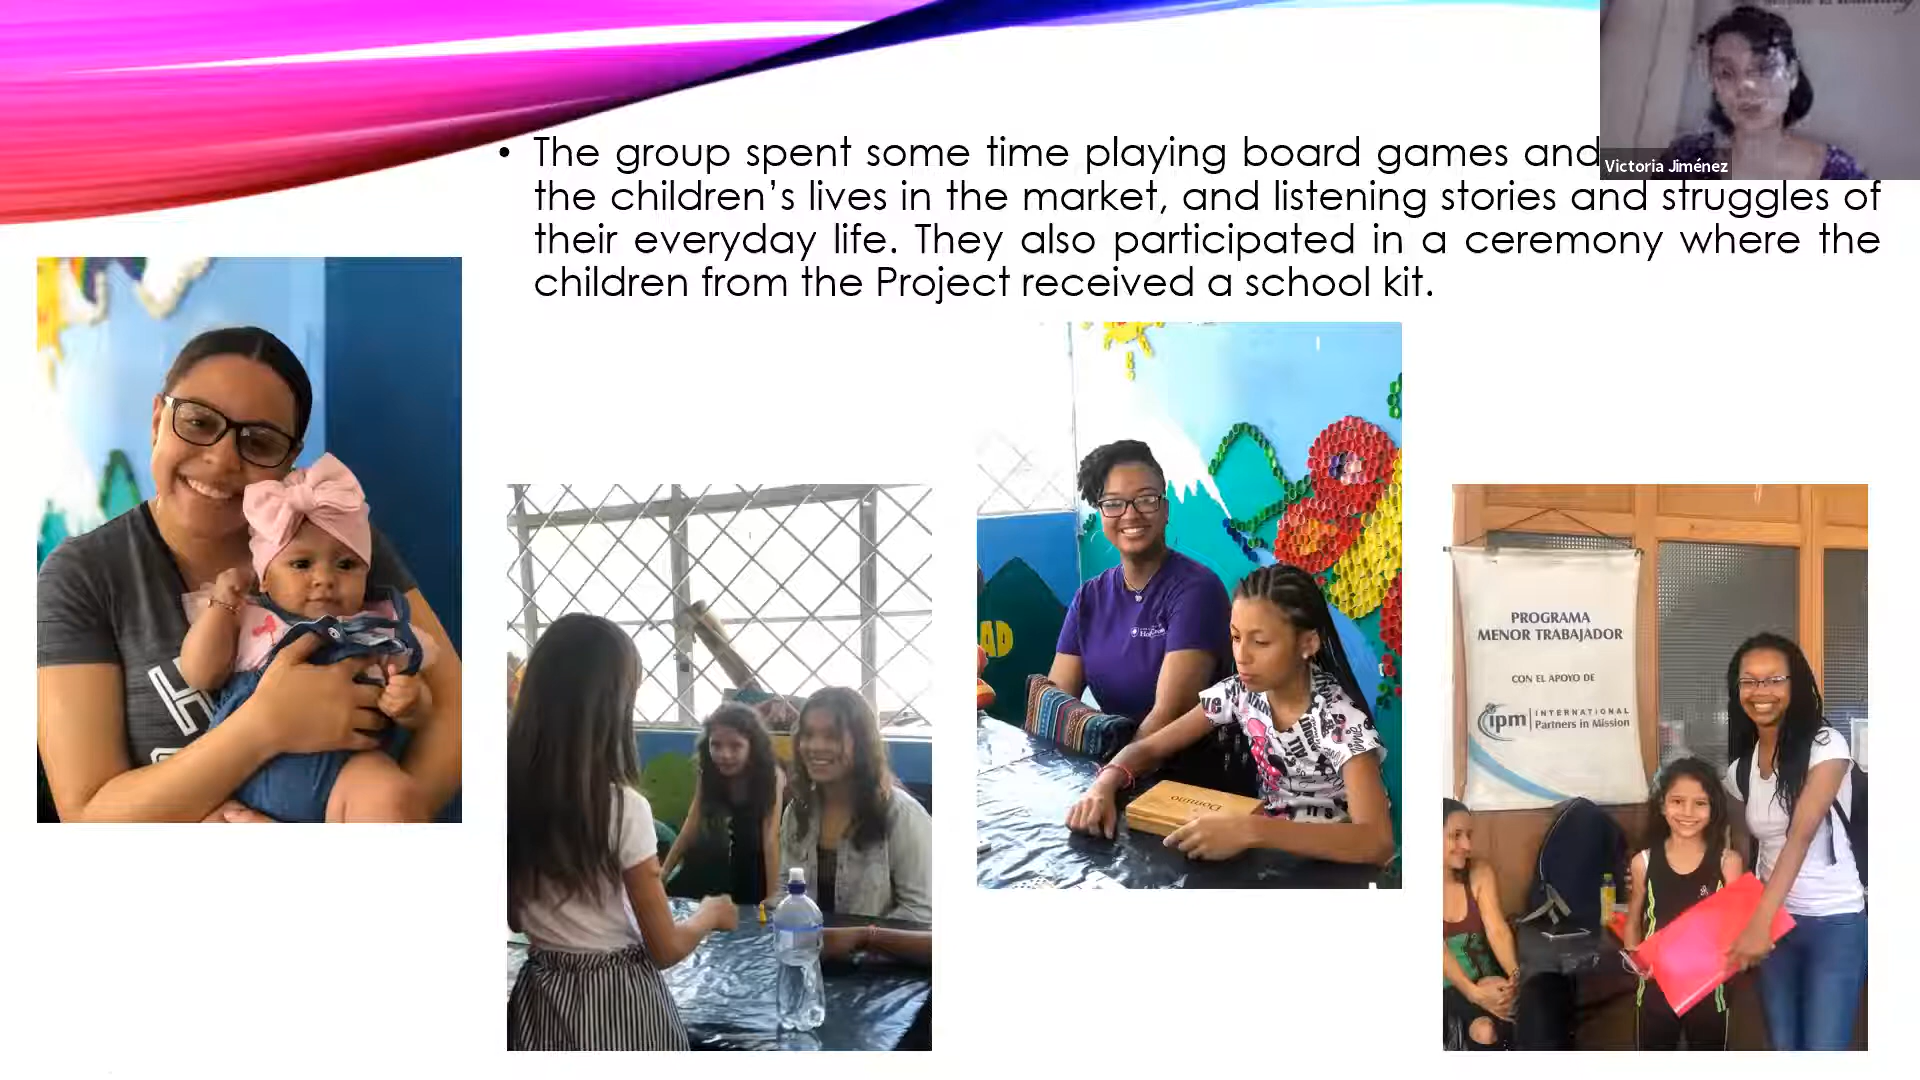 • The group spent some time playing board games and
the children's lives in the market, and listening stories and struggles of
their everyday life. They also participated in a ceremony where the
children from the Project received a school kit.
Victoria Jiménez
AD
Domino
PROGRAMA
MENOR TRABAJADOR
CON EL APOYO DE
ipm INTERNATIONAL
Partners in Mission